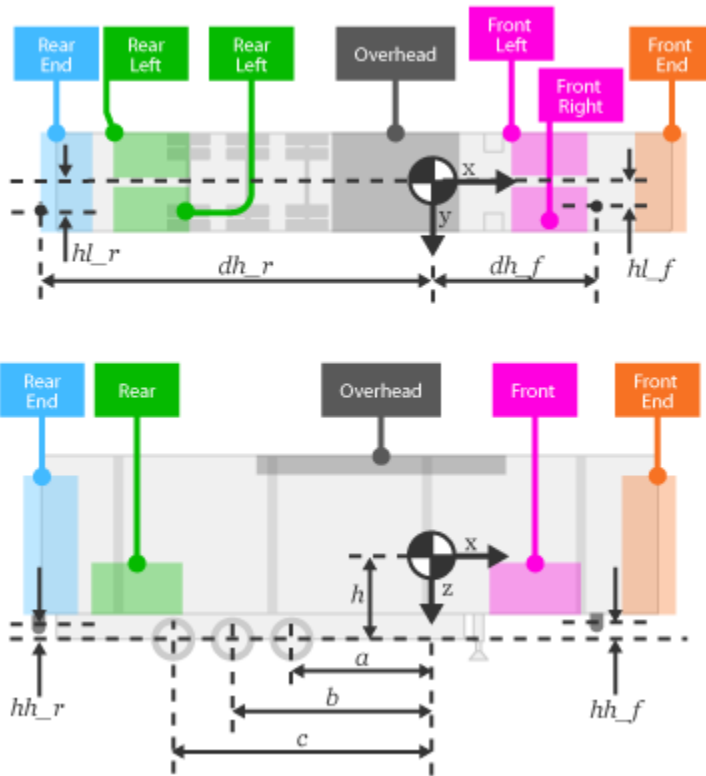 Rear
End
Rear
Left
Rear
Left
Overhead
Front
Left
Front
Right
Front
End
x
y
hl_r
dh_r
dh_f
hl_f
Rear
End
Rear
Overhead
Front
Front
End
x
h
z
a
hh_r
b
hh_f
c